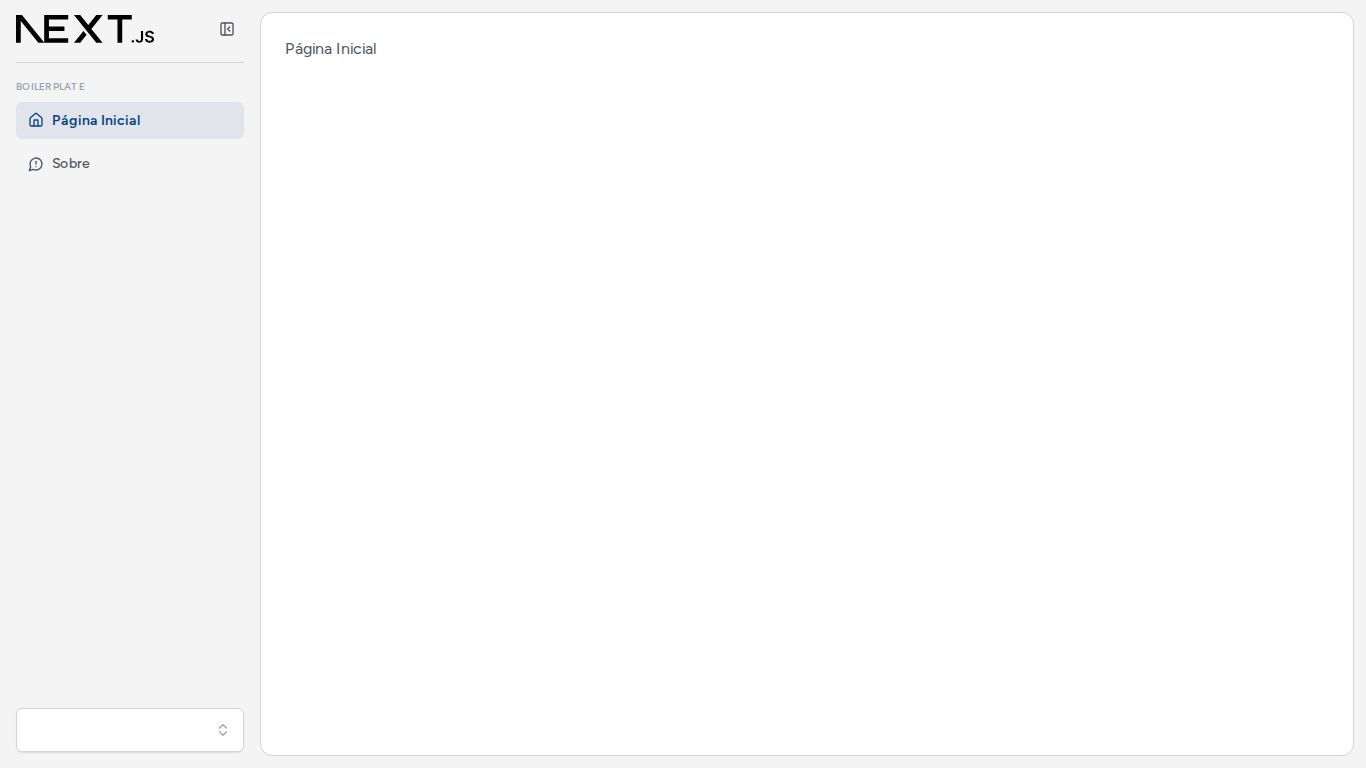 NEXT.JS
BOILERPLATE
Página Inicial
Sobre
Página Inicial